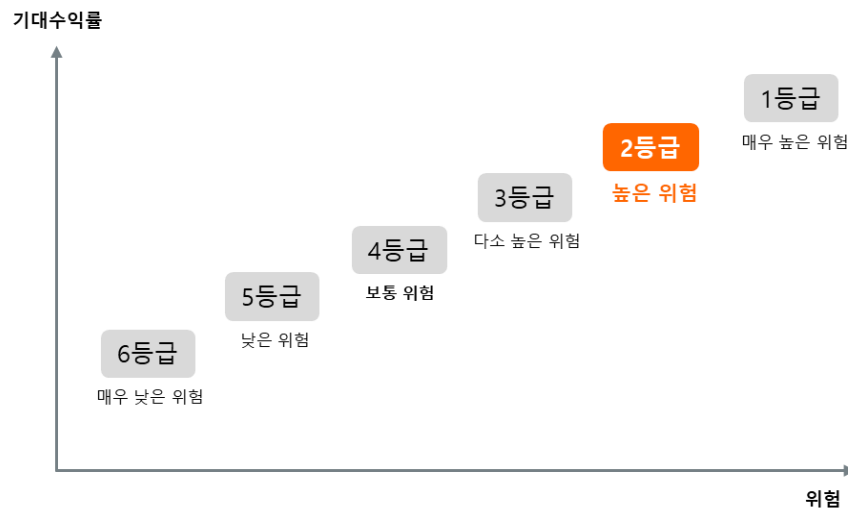 기대수익률
1등급
매우 높은 위험
2등급
높은 위험
3등급
다소 높은 위험
4등급
보통 위험
5등급
낮은 위험
6등급
매우 낮은 위험
위험